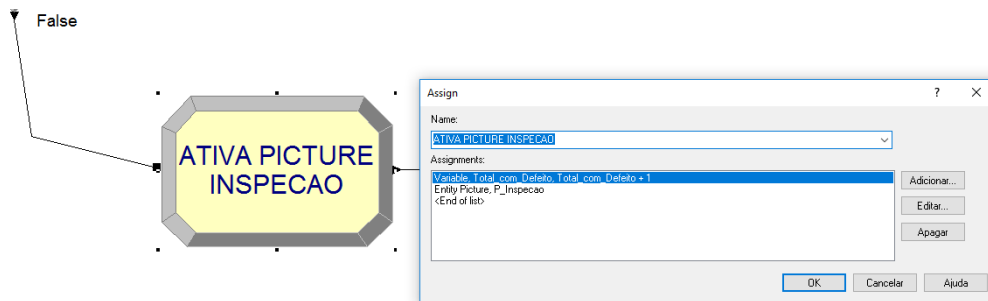 False
ATIVA PICTURE
INSPECAO
Assign
?
Name:
ATIVA PICTURE INSPECAO
Assignments:
Variable, Total_com_Defeito, Total_com_Defeito + 1
Entity Picture, P_Inspecao
<End of list>
Adicionar...
Editar...
Apagar
OK
Cancelar
Ajuda